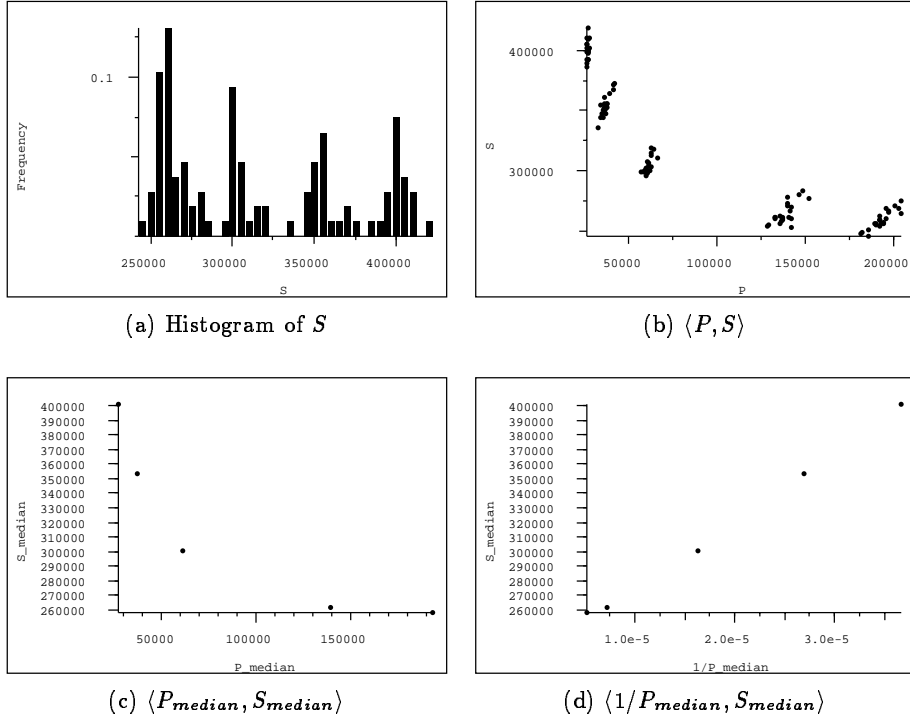 0.1
Frequency
250000 300000 350000 400000
S
(a) Histogram of S
400000
300000
S
50000 100000 150000 200000
P
(b) ⟨P, S⟩
400000
390000
380000
370000
360000
350000
340000
330000
320000
310000
300000
290000
280000
270000
260000
S_median
50000 100000 150000
P_median
(c) ⟨P_median, S_median⟩
400000
390000
380000
370000
360000
350000
340000
330000
320000
310000
300000
290000
280000
270000
260000
S_median
1.0e-5 2.0e-5 3.0e-5
1/P_median
(d) ⟨1/P_median, S_median⟩